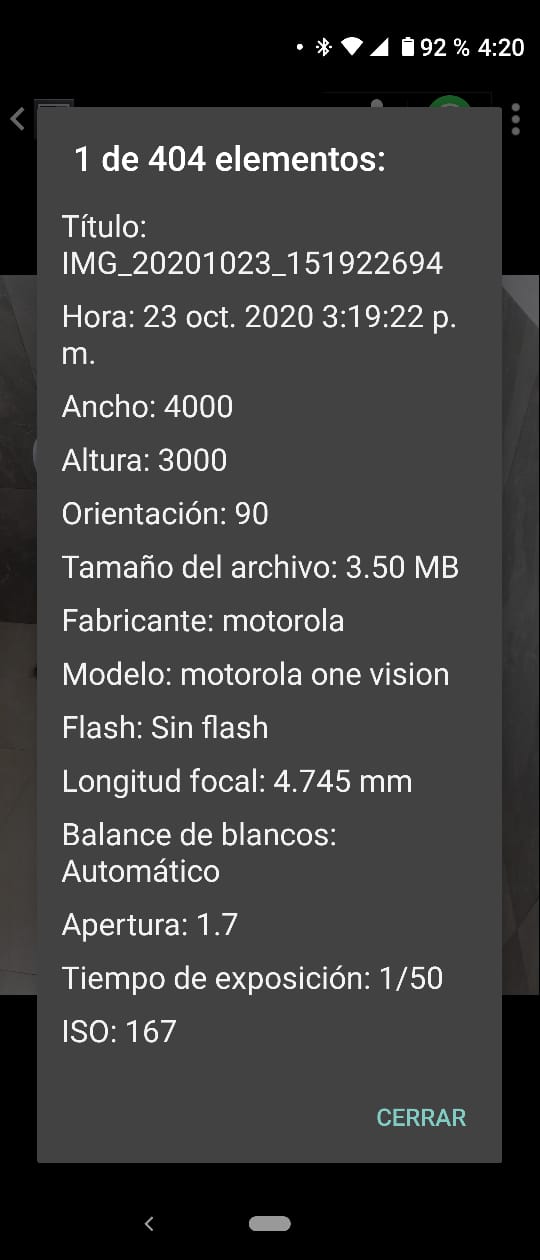 92 % 4:20
1 de 404 elementos:
Título:
IMG_20201023_151922694
Hora: 23 oct. 2020 3:19:22 p.
m.
Ancho: 4000
Altura: 3000
Orientación: 90
Tamaño del archivo: 3.50 MB
Fabricante: motorola
Modelo: motorola one vision
Flash: Sin flash
Longitud focal: 4.745 mm
Balance de blancos:
Automático
Apertura: 1.7
Tiempo de exposición: 1/50
ISO: 167
CERRAR